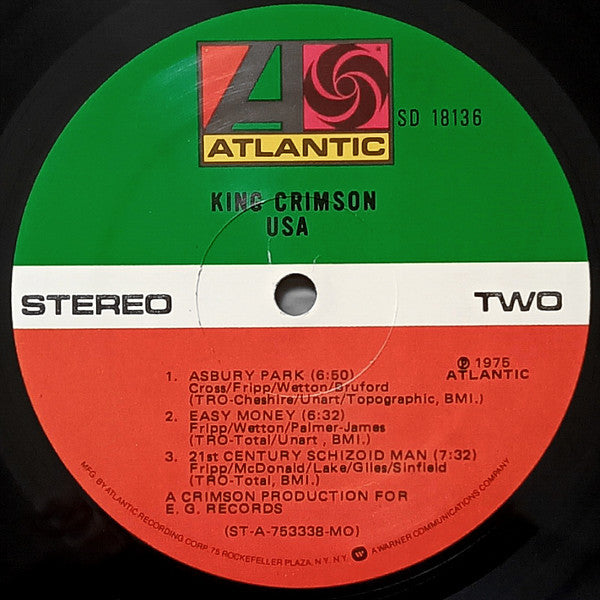 A
ATLANTIC
SD 18136
KING CRIMSON
USA
STEREO
TWO
℗ 1975
ATLANTIC
1. ASBURY PARK (6:50)
Cross/Fripp/Wetton/Bruford
(TRO-Cheshire/Unart/Topographic, BMI.)
2. EASY MONEY (6:32)
Fripp/Wetton/Palmer-James
(TRO-Total/Unart , BMI.)
3. 21st CENTURY SCHIZOID MAN (7:32)
Fripp/McDonald/Lake/Giles/Sinfield
(TRO-Total, BMI.)
A CRIMSON PRODUCTION FOR
E. G. RECORDS
(ST-A-753338-MO)
MFG. BY ATLANTIC RECORDING CORP. 75 ROCKEFELLER PLAZA, N.Y. N.Y. A WARNER COMMUNICATIONS COMPANY